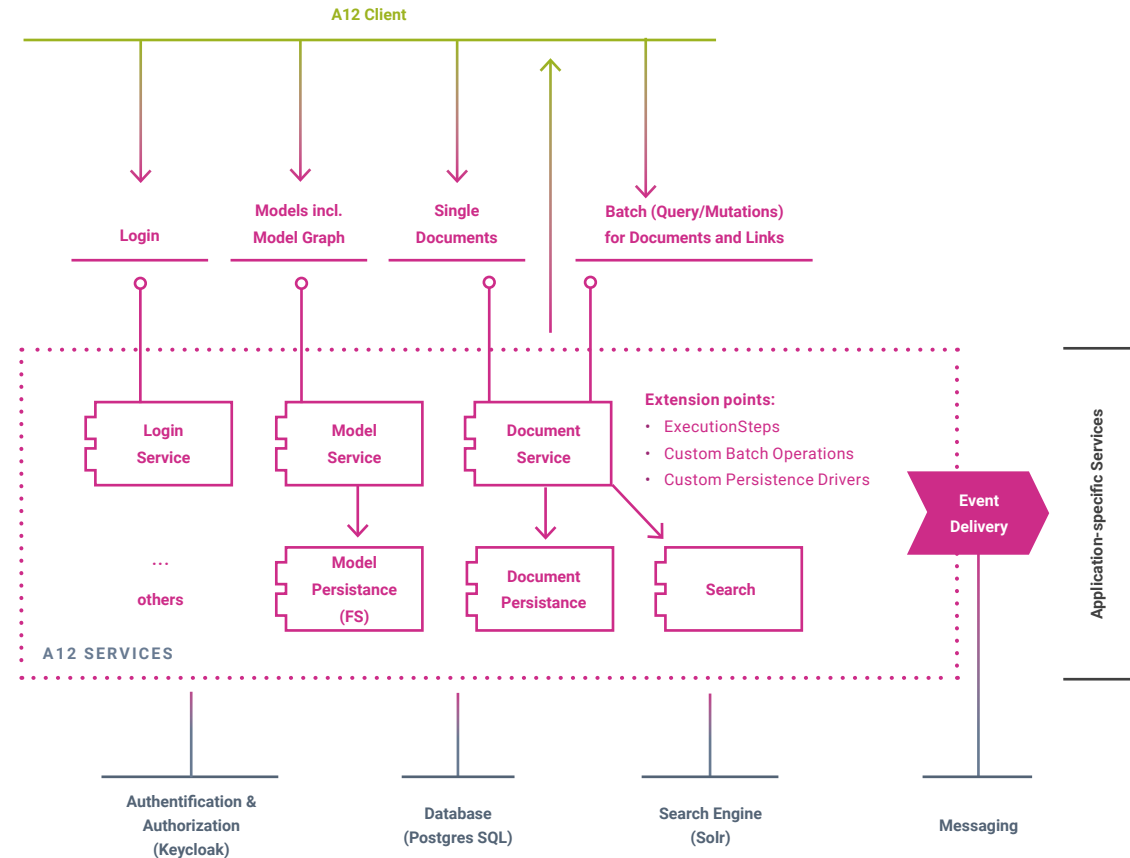 A12 Client
Login
Models incl.
Model Graph
Single
Documents
Batch (Query/Mutations)
for Documents and Links
Login
Service
Model
Service
Document
Service
Extension points:
• ExecutionSteps
• Custom Batch Operations
• Custom Persistence Drivers
Event
Delivery
Application-specific Services
...
others
Model
Persistance
(FS)
Document
Persistance
Search
A12 SERVICES
Authentification &
Authorization
(Keycloak)
Database
(Postgres SQL)
Search Engine
(Solr)
Messaging